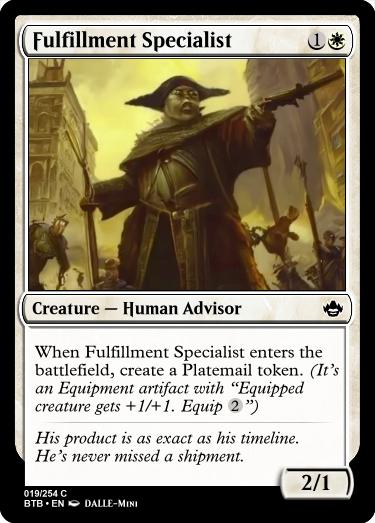 Fulfillment Specialist 1
Creature — Human Advisor
When Fulfillment Specialist enters the
battlefield, create a Platemail token. (It's
an Equipment artifact with “Equipped
creature gets +1/+1. Equip 2”)
His product is as exact as his timeline.
He's never missed a shipment.
2/1
019/254 C
BTB • EN DALLE-Mini